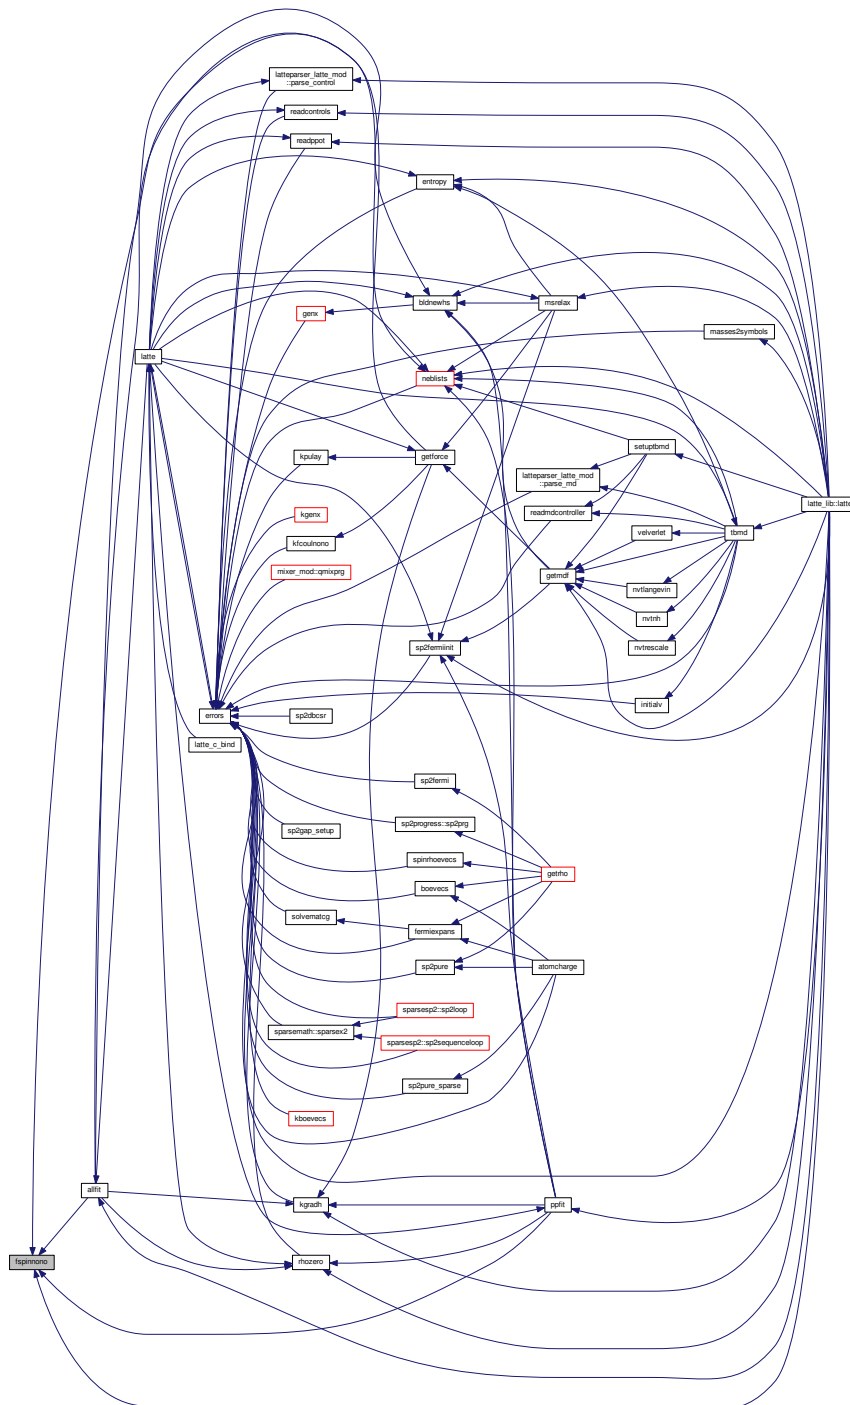 latteparser_latte_mod
::parse_control
readcontrols
readppot
entropy
bldnewhs
msrelax
genx
masses2symbols
latte
neblists
setuptbmd
kpulay
getforce
latteparser_latte_mod
::parse_md
latte_lib::latte
kgenx
readmdcontroller
velverlet
tbmd
kfcoulnono
mixer_mod::qmixprg
getmdf
nvtlangevin
nvtnh
sp2fermiinit
nvtrescale
initialv
errors
sp2dbcsr
latte_c_bind
sp2fermi
sp2progress::sp2prg
sp2gap_setup
spinrhoevecs
getrho
boevecs
solvematcg
fermiexpans
sp2pure
atomcharge
sparsesp2::sp2loop
sparsemath::sparsex2
sparsesp2::sp2sequenceloop
sp2pure_sparse
kboevecs
allfit
kgradh
ppfit
fspinnono
rhozero